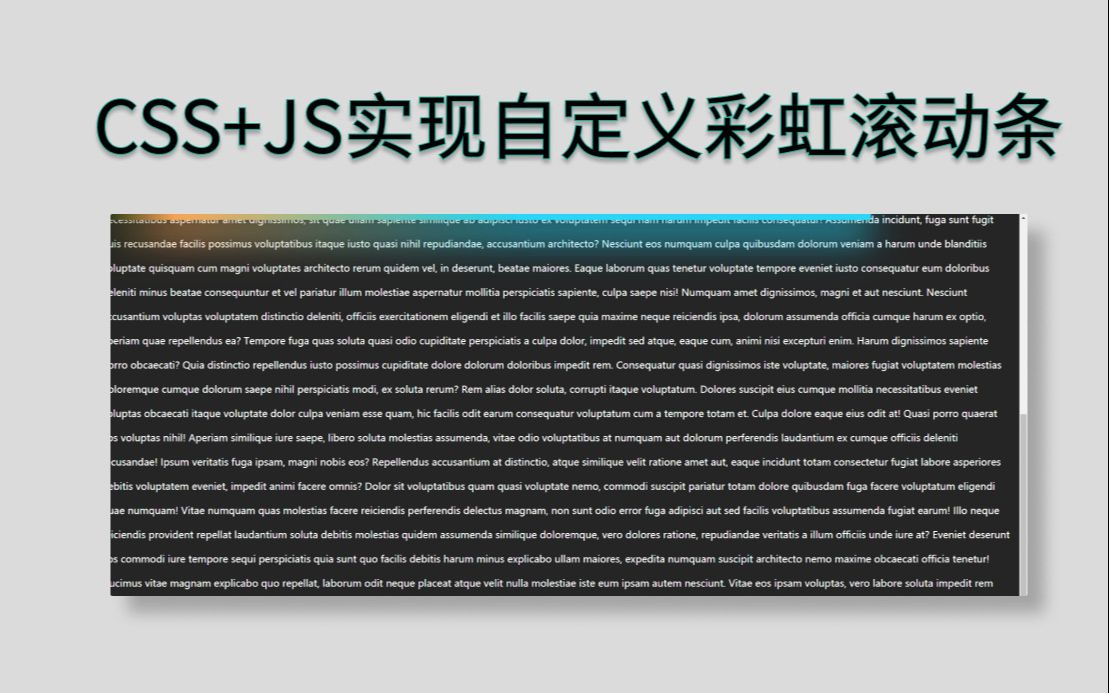 CSS+JS实现自定义彩虹滚动条
ecessitatibus aspernatur amet dignissimos, sit quae ullam sapiente similique ab adipisci iusto ex voluptatem sequi nam harum impedit facilis consequatur! Assumenda incidunt, fuga sunt fugit
uis recusandae facilis possimus voluptatibus itaque iusto quasi nihil repudiandae, accusantium architecto? Nesciunt eos numquam culpa quibusdam dolorum veniam a harum unde blanditiis
oluptate quisquam cum magni voluptates architecto rerum quidem vel, in deserunt, beatae maiores. Eaque laborum quas tenetur voluptate tempore eveniet iusto consequatur eum doloribus
eleniti minus beatae consequuntur et vel pariatur illum molestiae aspernatur mollitia perspiciatis sapiente, culpa saepe nisi! Numquam amet dignissimos, magni et aut nesciunt. Nesciunt
ccusantium voluptas voluptatem distinctio deleniti, officiis exercitationem eligendi et illo facilis saepe quia maxime neque reiciendis ipsa, dolorum assumenda officia cumque harum ex optio,
periam quae repellendus ea? Tempore fuga quas soluta quasi odio cupiditate perspiciatis a culpa dolor, impedit sed atque, eaque cum, animi nisi excepturi enim. Harum dignissimos sapiente
orro obcaecati? Quia distinctio repellendus iusto possimus cupiditate dolore dolorum doloribus impedit rem. Consequatur quasi dignissimos iste voluptate, maiores fugiat voluptatem molestias
oloremque cumque dolorum saepe nihil perspiciatis modi, ex soluta rerum? Rem alias dolor soluta, corrupti itaque voluptatum. Dolores suscipit eius cumque mollitia necessitatibus eveniet
oluptas obcaecati itaque voluptate dolor culpa veniam esse quam, hic facilis odit earum consequatur voluptatum cum a tempore totam et. Culpa dolore eaque eius odit at! Quasi porro quaerat
os voluptas nihil! Aperiam similique iure saepe, libero soluta molestias assumenda, vitae odio voluptatibus at numquam aut dolorum perferendis laudantium ex cumque officiis deleniti
ecusandae! Ipsum veritatis fuga ipsam, magni nobis eos? Repellendus accusantium at distinctio, atque similique velit ratione amet aut, eaque incidunt totam consectetur fugiat labore asperiores
ebitis voluptatem eveniet, impedit animi facere omnis? Dolor sit voluptatibus quam quasi voluptate nemo, commodi suscipit pariatur totam dolore quibusdam fuga facere voluptatum eligendi
uae numquam! Vitae numquam quas molestias facere reiciendis perferendis delectus magnam, non sunt odio error fuga adipisci aut sed facilis voluptatibus assumenda fugiat earum! Illo neque
iciendis provident repellat laudantium soluta debitis molestias quidem assumenda similique doloremque, vero dolores ratione, repudiandae veritatis a illum officiis unde iure at? Eveniet deserunt
os commodi iure tempore sequi perspiciatis quia sunt quo facilis debitis harum minus explicabo ullam maiores, expedita numquam suscipit architecto nemo maxime obcaecati officia tenetur!
ucimus vitae magnam explicabo quo repellat, laborum odit neque placeat atque velit nulla molestiae iste eum ipsam autem nesciunt. Vitae eos ipsam voluptas, vero labore soluta impedit rem